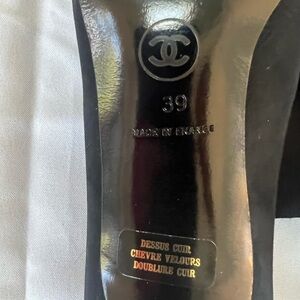 39
MADE IN FRANCE
DESSUS CUIR
CHEVRE VELOURS
DOUBLURE CUIR